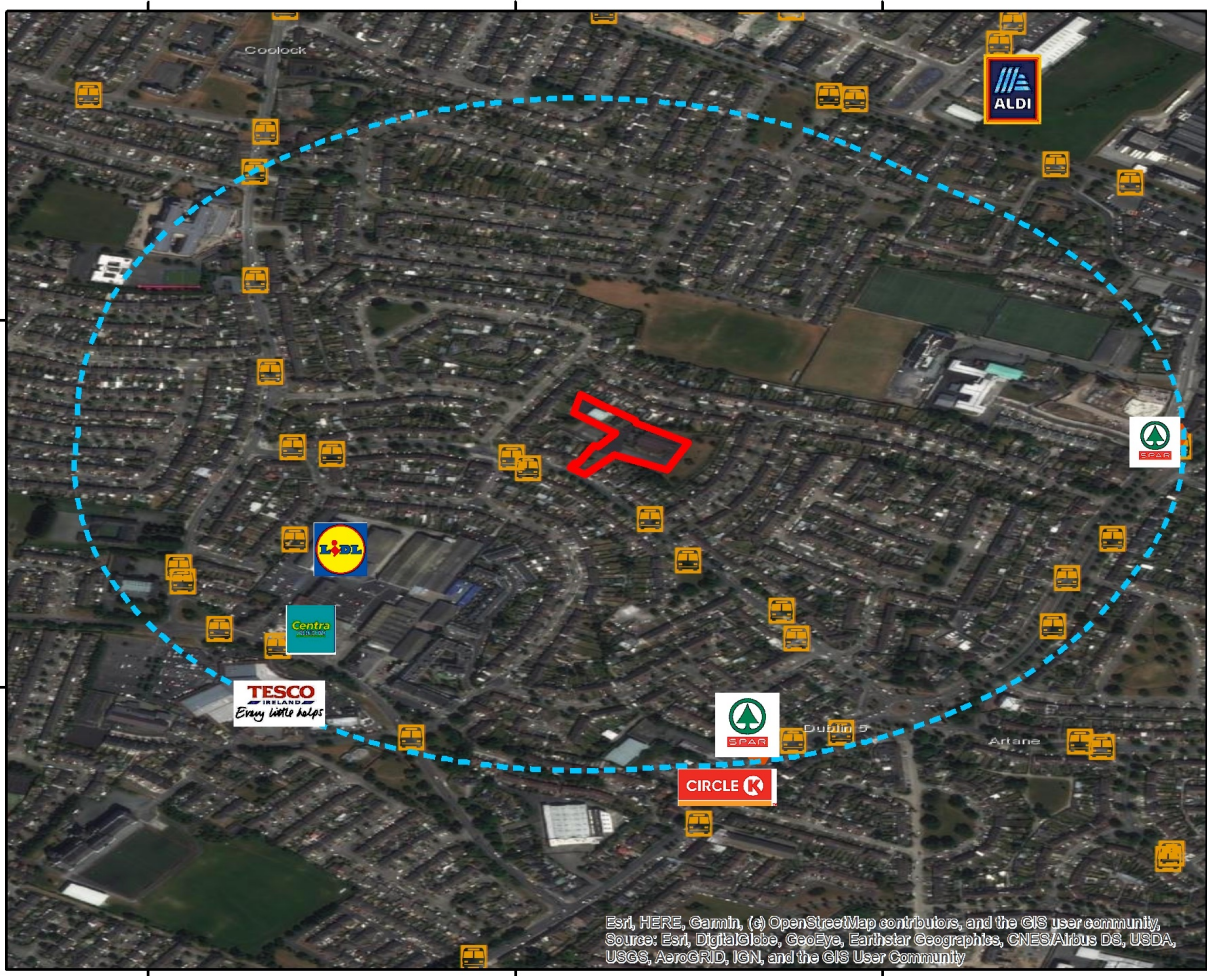 Coolock
ALDI
SPAR
LIDL
Centra
TESCO
IRELAND
Every little helps
SPAR
Dublin 5
Artane
CIRCLE K
Esri, HERE, Garmin, (c) OpenStreetMap contributors, and the GIS user community,
Source: Esri, DigitalGlobe, GeoEye, Earthstar Geographics, CNES/Airbus DS, USDA,
USGS, AeroGRID, IGN, and the GIS User Community